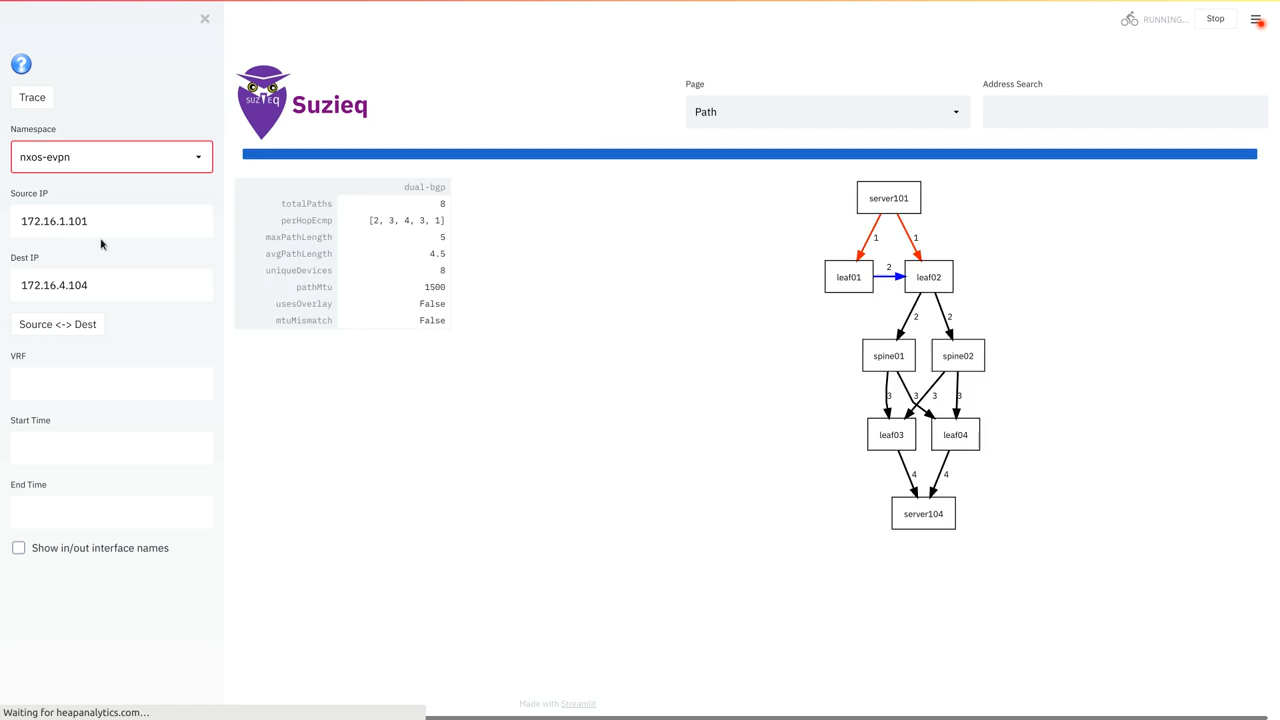 ×
RUNNING...
Stop
?
Trace
Namespace
nxos-evpn
Source IP
172.16.1.101
Dest IP
172.16.4.104
Source <-> Dest
VRF
Start Time
End Time
Show in/out interface names
SUZIEQ
Suzieq
Page
Path
Address Search
dual-bgp
totalPaths 8
perHopEcmp [2, 3, 4, 3, 1]
maxPathLength 5
avgPathLength 4.5
uniqueDevices 8
pathMtu 1500
usesOverlay False
mtuMismatch False
server101
1 1
leaf01 2 leaf02
2 2
spine01 spine02
3 3 3 3
leaf03 leaf04
4 4
server104
Made with Streamlit
Waiting for heapanalytics.com...